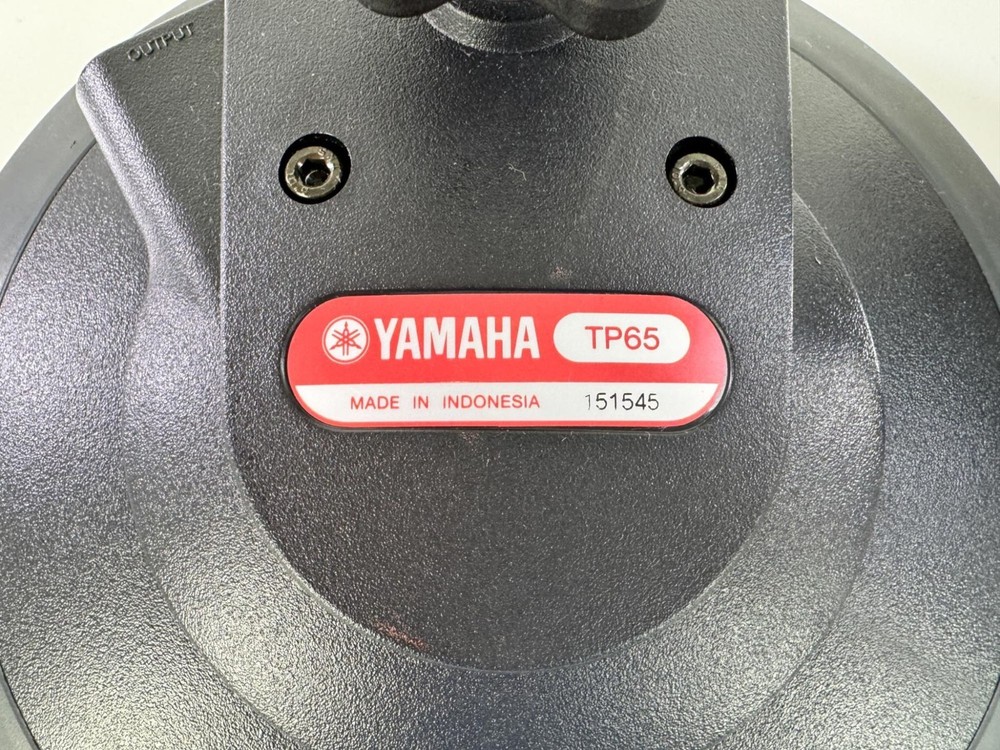 OUTPUT
YAMAHA TP65
MADE IN INDONESIA 151545